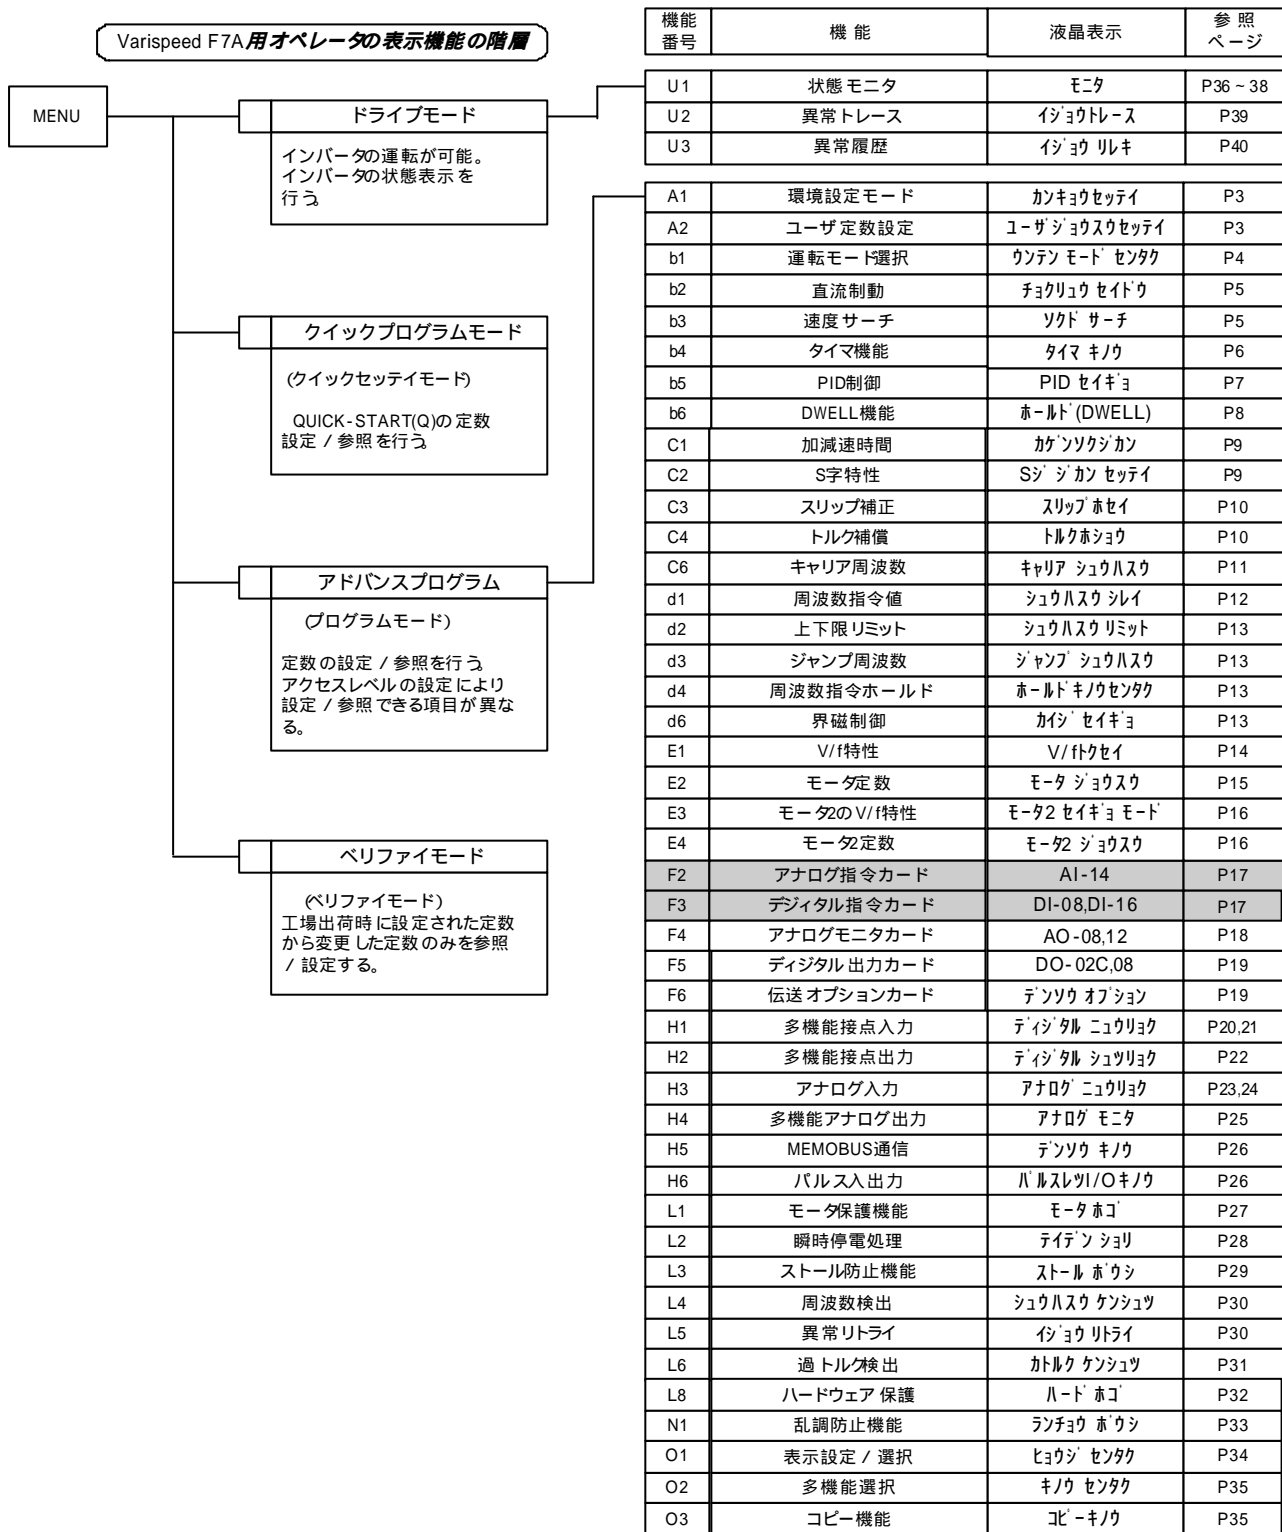 Varispeed F7A用オペレータの表示機能の階層
MENU
ドライブモード
インバータの運転が可能。
インバータの状態表示を
行う。
クイックプログラムモード
(クイックセッテイモード)
QUICK-START(Q)の定数
設定 / 参照を行う。
アドバンスプログラム
(プログラムモード)
定数の設定 / 参照を行う。
アクセスレベルの設定により
設定 / 参照できる項目が異な
る。
ベリファイモード
(ベリファイモード)
工場出荷時に設定された定数
から変更した定数のみを参照
/ 設定する。
機能番号 機 能 液晶表示 参 照ページ
U1 状態モニタ ﾓﾆﾀ P36 ~ 38
U2 異常トレース ｲｼﾞｮｳﾄﾚｰｽ P39
U3 異常履歴 ｲｼﾞｮｳ ﾘﾚｷ P40
A1 環境設定モード ｶﾝｷｮｳｾｯﾃｲ P3
A2 ユーザ定数設定 ﾕｰｻﾞｼﾞｮｳｽｳｾｯﾃｲ P3
b1 運転モード選択 ｳﾝﾃﾝ ﾓｰﾄﾞ ｾﾝﾀｸ P4
b2 直流制動 ﾁｮｸﾘｭｳ ｾｲﾄﾞｳ P5
b3 速度サーチ ｿｸﾄﾞ ｻｰﾁ P5
b4 タイマ機能 ﾀｲﾏ ｷﾉｳ P6
b5 PID制御 PID ｾｲｷﾞｮ P7
b6 DWELL機能 ﾎｰﾙﾄﾞ(DWELL) P8
C1 加減速時間 ｶｹﾞﾝｿｸｼﾞｶﾝ P9
C2 S字特性 Sｼﾞ ｼﾞｶﾝ ｾｯﾃｲ P9
C3 スリップ補正 ｽﾘｯﾌﾟﾎｾｲ P10
C4 トルク補償 ﾄﾙｸﾎｼｮｳ P10
C6 キャリア周波数 ｷｬﾘｱ ｼｭｳﾊｽｳ P11
d1 周波数指令値 ｼｭｳﾊｽｳ ｼﾚｲ P12
d2 上下限リミット ｼｭｳﾊｽｳ ﾘﾐｯﾄ P13
d3 ジャンプ周波数 ｼﾞｬﾝﾌﾟ ｼｭｳﾊｽｳ P13
d4 周波数指令ホールド ﾎｰﾙﾄﾞｷﾉｳｾﾝﾀｸ P13
d6 界磁制御 ｶｲｼﾞ ｾｲｷﾞｮ P13
E1 V/f特性 V/fﾄｸｾｲ P14
E2 モータ定数 ﾓｰﾀ ｼﾞｮｳｽｳ P15
E3 モータ2のV/f特性 ﾓｰﾀ2 ｾｲｷﾞｮ ﾓｰﾄﾞ P16
E4 モータ2定数 ﾓｰﾀ2 ｼﾞｮｳｽｳ P16
F2 アナログ指令カード AI-14 P17
F3 デジィタル指令カード DI-08,DI-16 P17
F4 アナログモニタカード AO-08,12 P18
F5 ディジタル出力カード DO-02C,08 P19
F6 伝送オプションカード ﾃﾞﾝｿｳ ｵﾌﾟｼｮﾝ P19
H1 多機能接点入力 ﾃﾞｨｼﾞﾀﾙ ﾆｭｳﾘｮｸ P20,21
H2 多機能接点出力 ﾃﾞｨｼﾞﾀﾙ ｼｭﾂﾘｮｸ P22
H3 アナログ入力 ｱﾅﾛｸﾞ ﾆｭｳﾘｮｸ P23,24
H4 多機能アナログ出力 ｱﾅﾛｸﾞ ﾓﾆﾀ P25
H5 MEMOBUS通信 ﾃﾞﾝｿｳ ｷﾉｳ P26
H6 パルス入出力 ﾊﾟﾙｽﾚﾂI/Oｷﾉｳ P26
L1 モータ保護機能 ﾓｰﾀ ﾎｺﾞ P27
L2 瞬時停電処理 ﾃｲﾃﾞﾝ ｼｮﾘ P28
L3 ストール防止機能 ｽﾄｰﾙ ﾎﾞｳｼ P29
L4 周波数検出 ｼｭｳﾊｽｳ ｹﾝｼｭﾂ P30
L5 異常リトライ ｲｼﾞｮｳ ﾘﾄﾗｲ P30
L6 過トルク検出 ｶﾄﾙｸ ｹﾝｼｭﾂ P31
L8 ハードウェア保護 ﾊｰﾄﾞ ﾎｺﾞ P32
N1 乱調防止機能 ﾗﾝﾁｮｳ ﾎﾞｳｼ P33
O1 表示設定 / 選択 ﾋｮｳｼﾞ ｾﾝﾀｸ P34
O2 多機能選択 ｷﾉｳ ｾﾝﾀｸ P35
O3 コピー機能 ｺﾋﾟｰｷﾉｳ P35